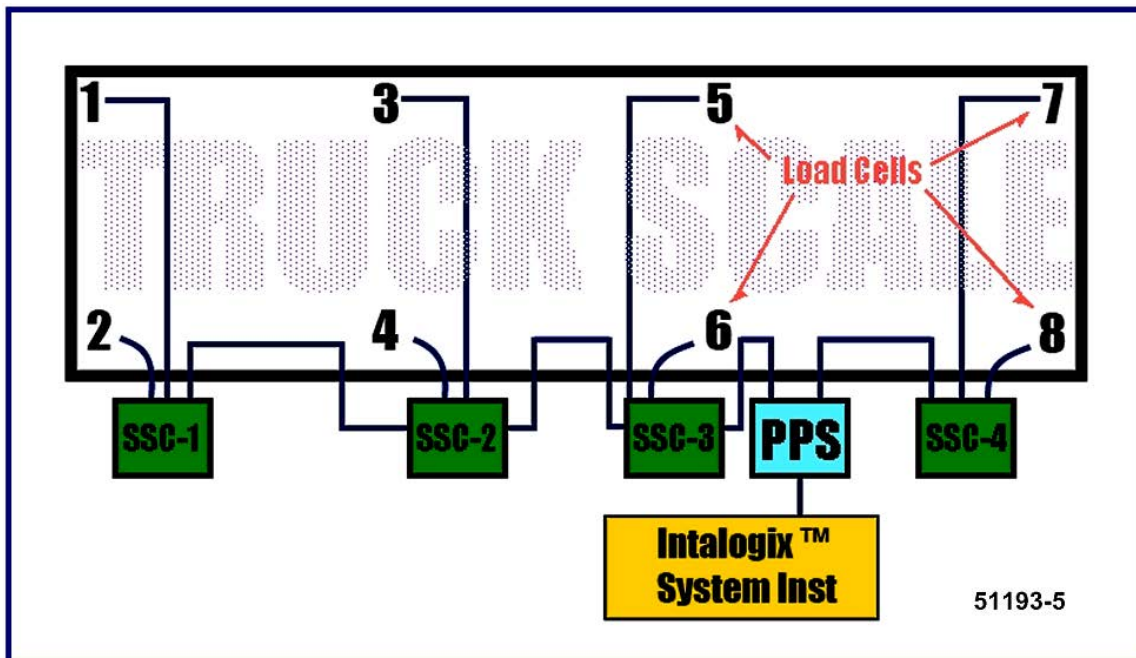 1 3 5 7
TRUCK SCALE
Load Cells
2 4 6 8
SSC-1 SSC-2 SSC-3 PPS SSC-4
Intalogix ™
System Inst
51193-5